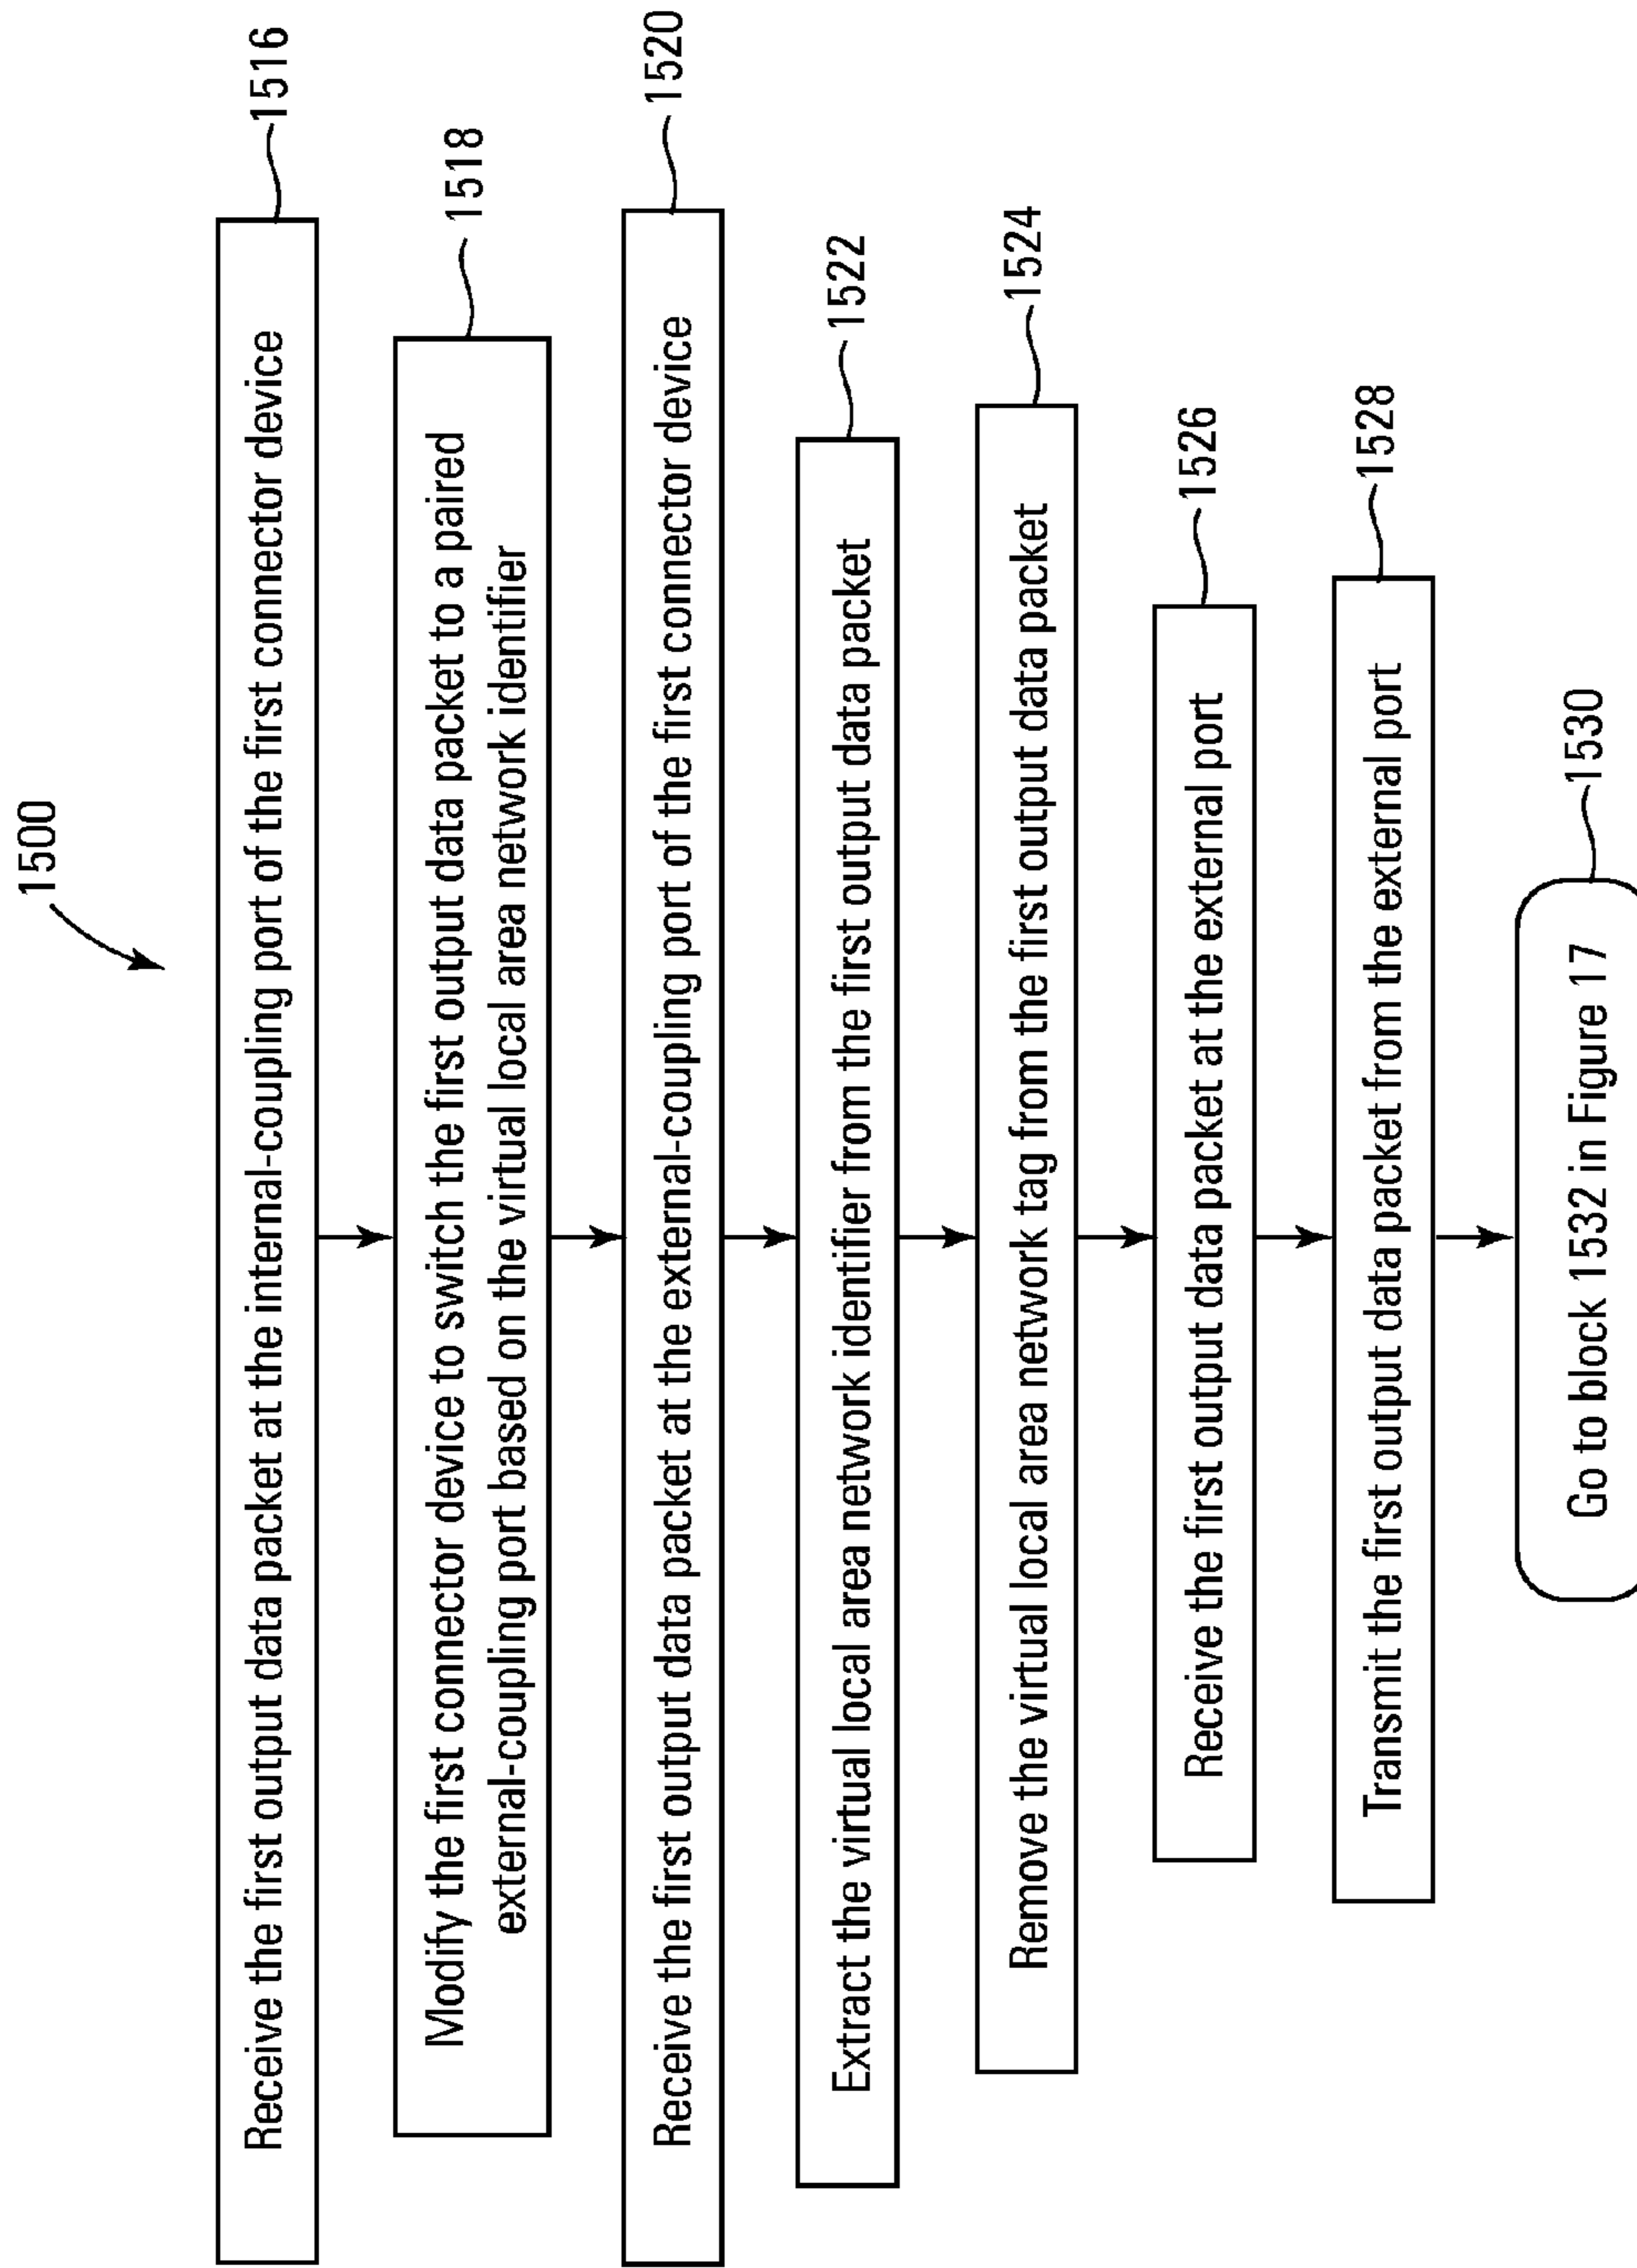 1500
Receive the first output data packet at the internal-coupling port of the first connector device
1516
Modify the first connector device to switch the first output data packet to a paired
external-coupling port based on the virtual local area network identifier
1518
Receive the first output data packet at the external-coupling port of the first connector device
1520
Extract the virtual local area network identifier from the first output data packet
1522
Remove the virtual local area network tag from the first output data packet
1524
Receive the first output data packet at the external port
1526
Transmit the first output data packet from the external port
1528
Go to block 1532 in Figure 17
1530